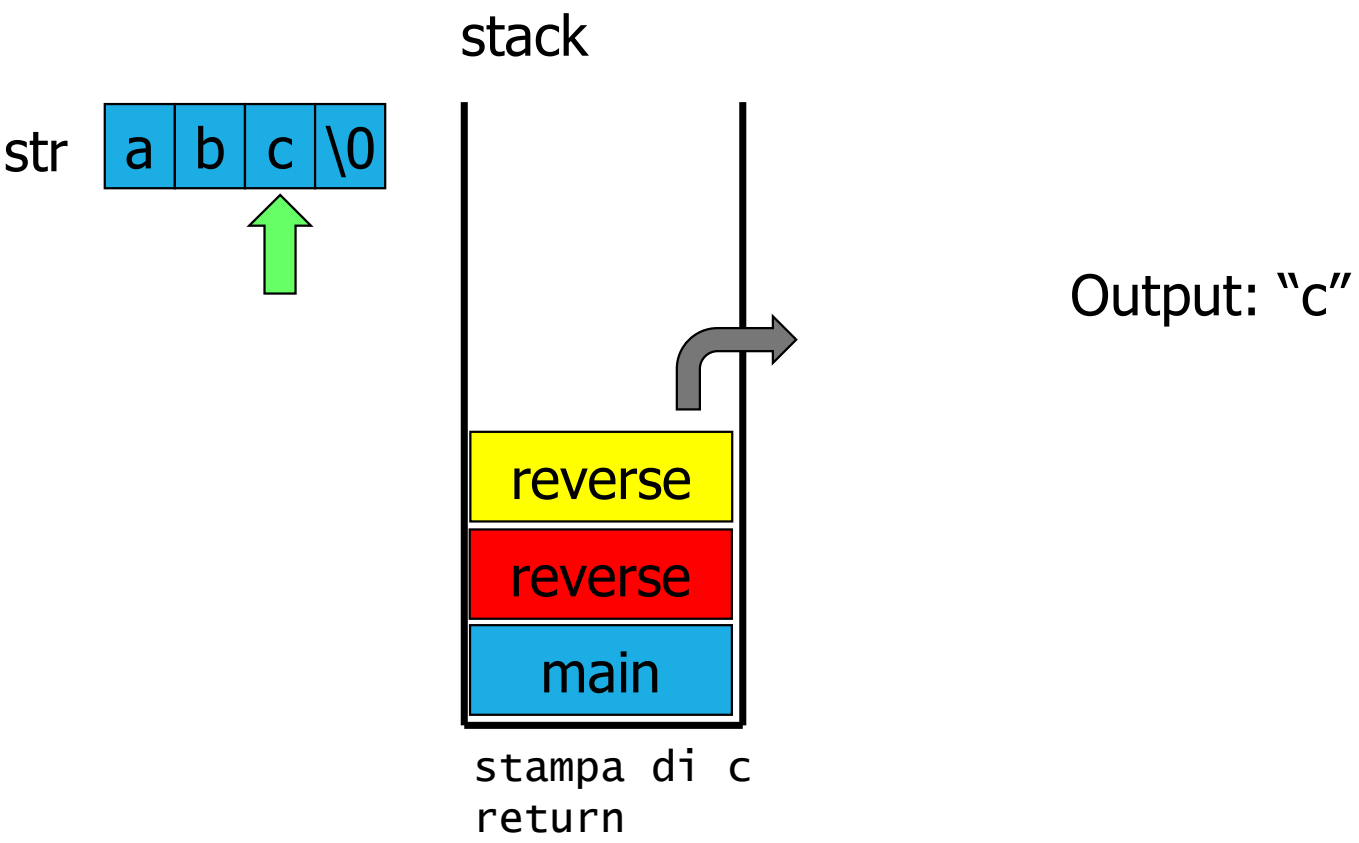 stack
str a b c \0
Output: “c”
reverse
reverse
main
stampa di c
return